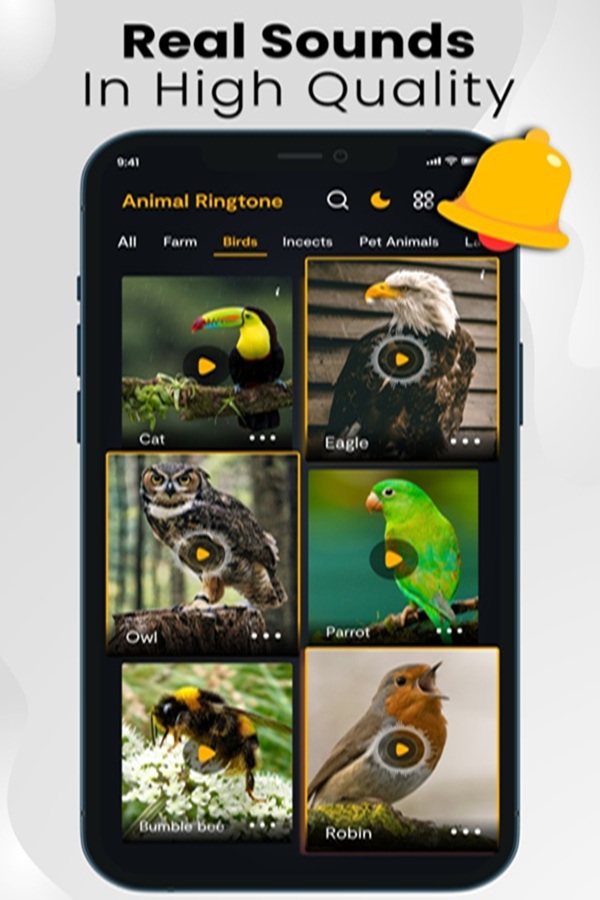 Real Sounds
In High Quality
9:41
Animal Ringtone
All Farm Birds Incects Pet Animals
Cat
Eagle
Owl
Parrot
Bumble bee
Robin